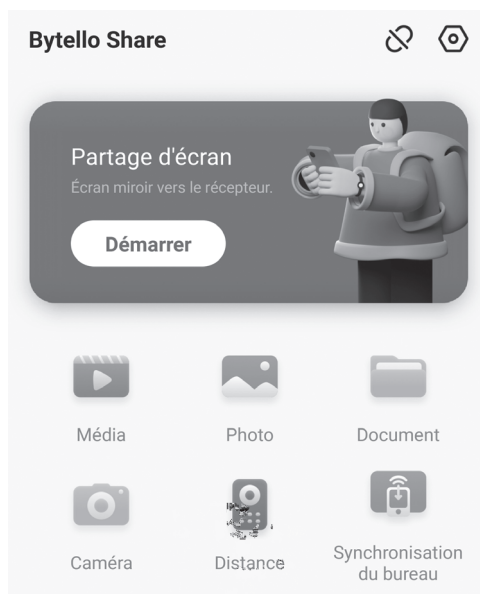 Bytello Share
Partage d'écran
Écran miroir vers le récepteur.
Démarrer
Média
Photo
Document
Caméra
Distance
Synchronisation
du bureau